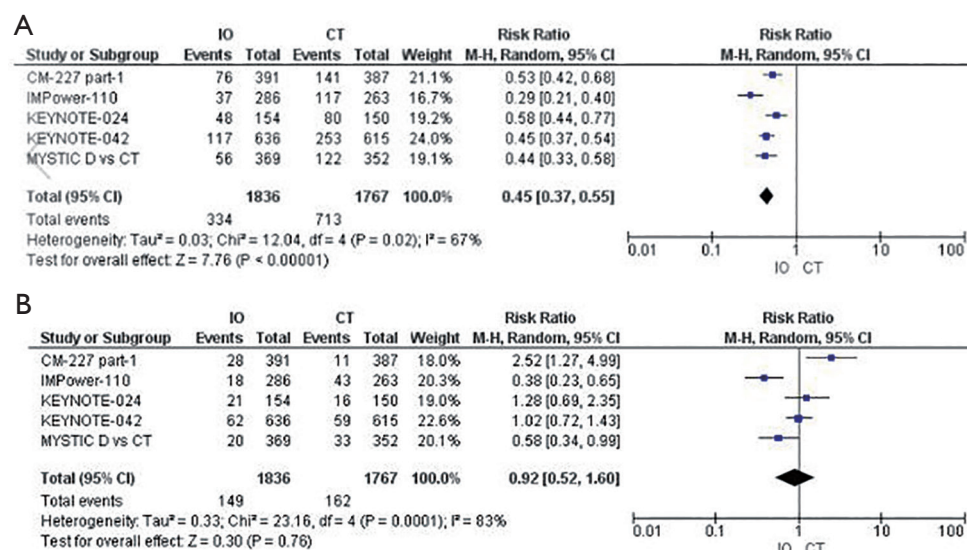 A
IO CT Risk Ratio Risk Ratio
Study or Subgroup Events Total Events Total Weight M-H, Random, 95% CI M-H, Random, 95% CI
CM-227 part-1 76 391 141 387 21.1% 0.53 [0.42, 0.68]
IMPower-110 37 286 117 263 16.7% 0.29 [0.21, 0.40]
KEYNOTE-024 48 154 80 150 19.2% 0.58 [0.44, 0.77]
KEYNOTE-042 117 636 253 615 24.0% 0.45 [0.37, 0.54]
MYSTIC D vs CT 56 369 122 352 19.1% 0.44 [0.33, 0.58]
Total (95% CI) 1836 1767 100.0% 0.45 [0.37, 0.55]
Total events 334 713
Heterogeneity: Tau² = 0.03; Chi² = 12.04, df = 4 (P = 0.02); I² = 67%
Test for overall effect: Z = 7.76 (P < 0.00001)
0.01 0.1 1 10 100
IO CT
B
IO CT Risk Ratio Risk Ratio
Study or Subgroup Events Total Events Total Weight M-H, Random, 95% CI M-H, Random, 95% CI
CM-227 part-1 28 391 11 387 18.0% 2.52 [1.27, 4.99]
IMPower-110 18 286 43 263 20.3% 0.38 [0.23, 0.65]
KEYNOTE-024 21 154 16 150 19.0% 1.28 [0.69, 2.35]
KEYNOTE-042 62 636 59 615 22.6% 1.02 [0.72, 1.43]
MYSTIC D vs CT 20 369 33 352 20.1% 0.58 [0.34, 0.99]
Total (95% CI) 1836 1767 100.0% 0.92 [0.52, 1.60]
Total events 149 162
Heterogeneity: Tau² = 0.33; Chi² = 23.16, df = 4 (P = 0.0001); I² = 83%
Test for overall effect: Z = 0.30 (P = 0.76)
0.01 0.1 1 10 100
IO CT